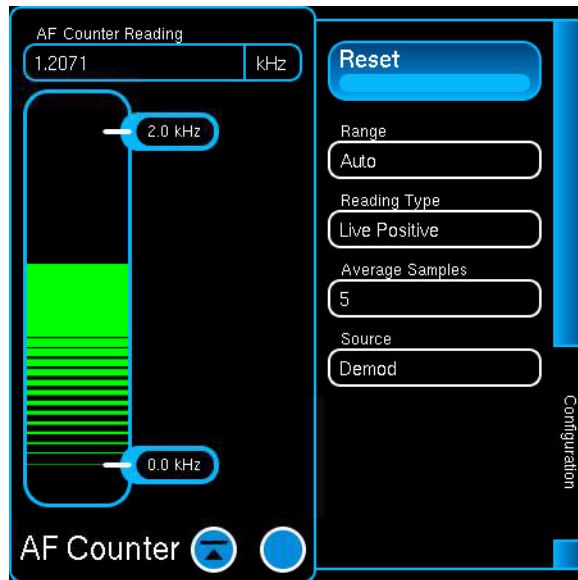 AF Counter Reading
1.2071 kHz
2.0 kHz
0.0 kHz
AF Counter
Reset
Range
Auto
Reading Type
Live Positive
Average Samples
5
Source
Demod
Configuration